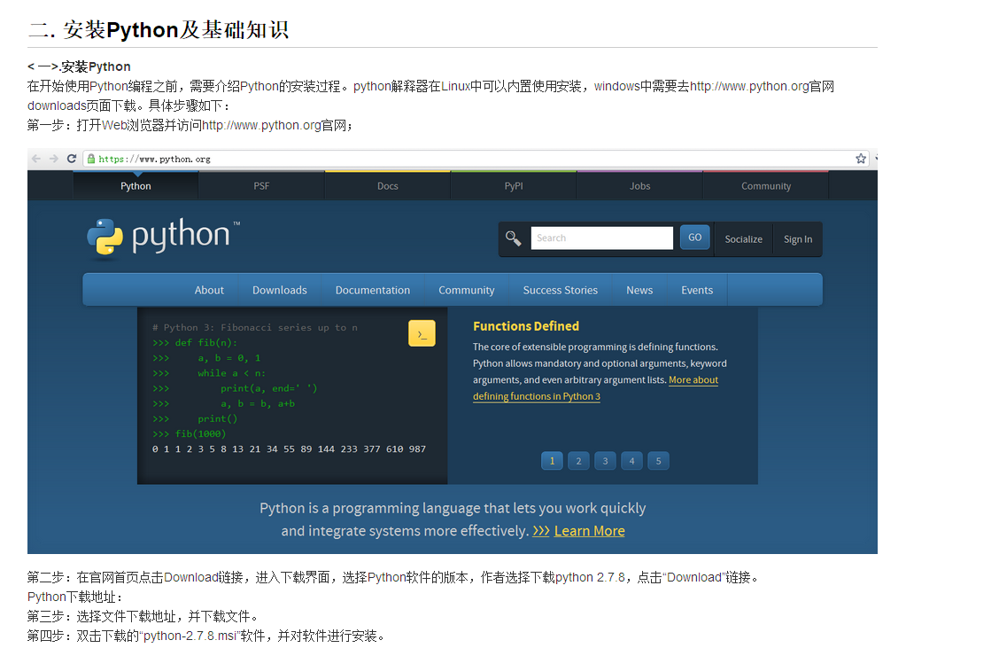 二. 安装Python及基础知识
< 一>.安装Python
在开始使用Python编程之前，需要介绍Python的安装过程。python解释器在Linux中可以内置使用安装，windows中需要去http://www.python.org官网
downloads页面下载。具体步骤如下：
第一步：打开Web浏览器并访问http://www.python.org官网；
https://www.python.org
Python PSF Docs PyPI Jobs Community
python™
Search GO Socialize Sign In
About Downloads Documentation Community Success Stories News Events
# Python 3: Fibonacci series up to n
>>> def fib(n):
>>>     a, b = 0, 1
>>>     while a < n:
>>>         print(a, end=' ')
>>>         a, b = b, a+b
>>>     print()
>>> fib(1000)
0 1 1 2 3 5 8 13 21 34 55 89 144 233 377 610 987
>_
Functions Defined
The core of extensible programming is defining functions.
Python allows mandatory and optional arguments, keyword
arguments, and even arbitrary argument lists. More about
defining functions in Python 3
1 2 3 4 5
Python is a programming language that lets you work quickly
and integrate systems more effectively. >>> Learn More
第二步：在官网首页点击Download链接，进入下载界面，选择Python软件的版本，作者选择下载python 2.7.8，点击“Download”链接。
Python下载地址：
第三步：选择文件下载地址，并下载文件。
第四步：双击下载的“python-2.7.8.msi”软件，并对软件进行安装。